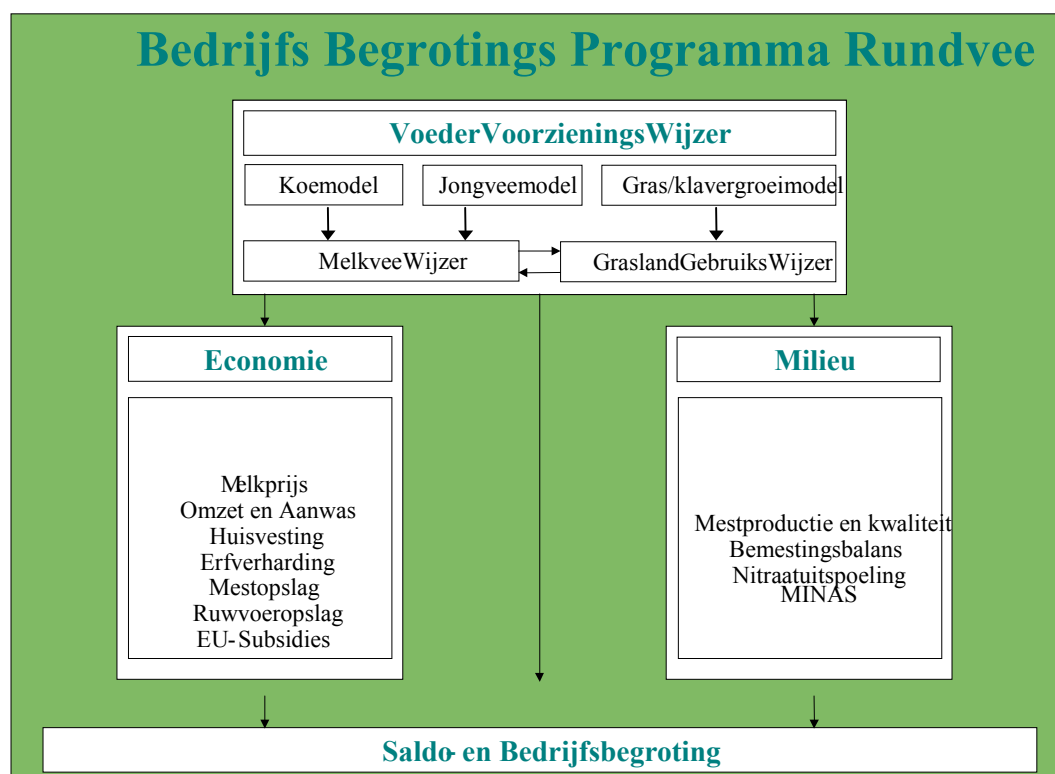 Bedrijfs Begrotings Programma Rundvee
VoederVoorzieningsWijzer
Koemodel
Jongveemodel
Gras/klavergroeimodel
MelkveeWijzer
GraslandGebruiksWijzer
Economie
Melkprijs
Omzet en Aanwas
Huisvesting
Erfverharding
Mestopslag
Ruwvoeropslag
EU-Subsidies
Milieu
Mestproductie en kwaliteit
Bemestingsbalans
Nitraatuitspoeling
MINAS
Saldo- en Bedrijfsbegroting